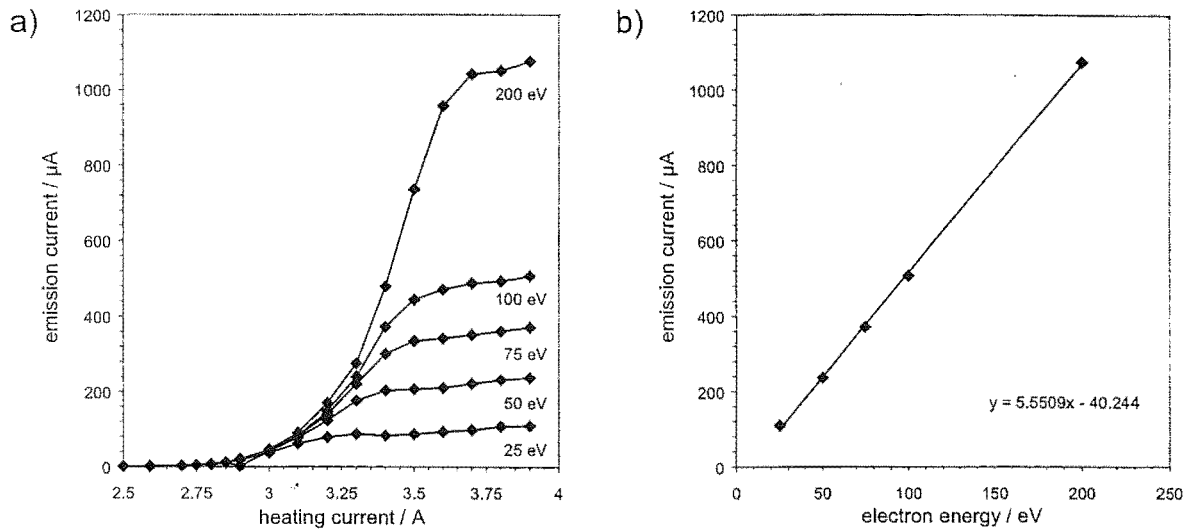 a)
1200
1000
800
600
400
200
0
emission current / µA
2.5
2.75
3
3.25
3.5
3.75
4
heating current / A
200 eV
100 eV
75 eV
50 eV
25 eV
b)
1200
1000
800
600
400
200
0
emission current / µA
0
50
100
150
200
250
electron energy / eV
y = 5.5509x - 40.244